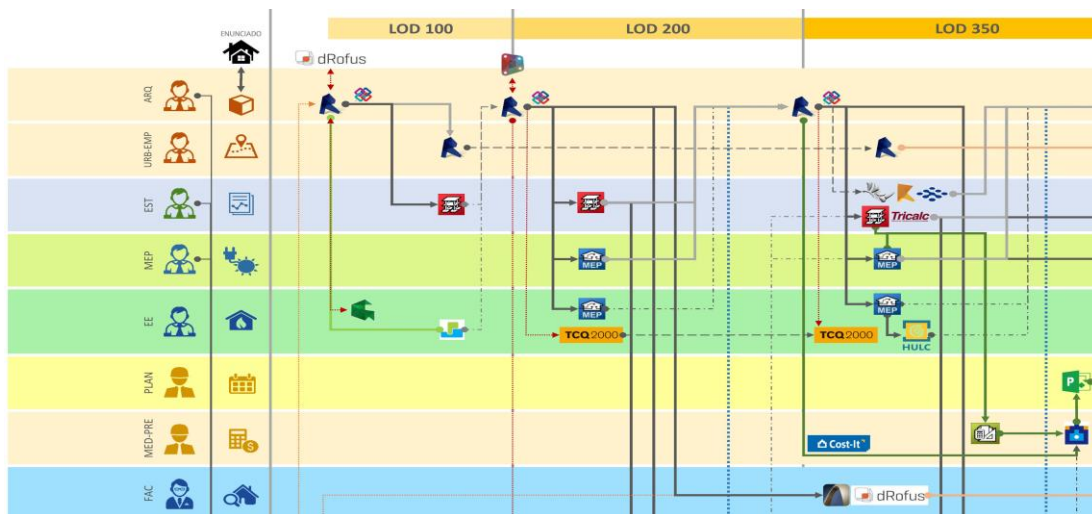 ENUNCIADO
LOD 100
LOD 200
LOD 350
dRofus
ARQ
URB-EMP
EST
Tricalc
MEP
MEP
MEP
EE
MEP
MEP
TCQ2000
TCQ2000
HULC
PLAN
P
MED-PRE
Cost-It™
FAC
dRofus